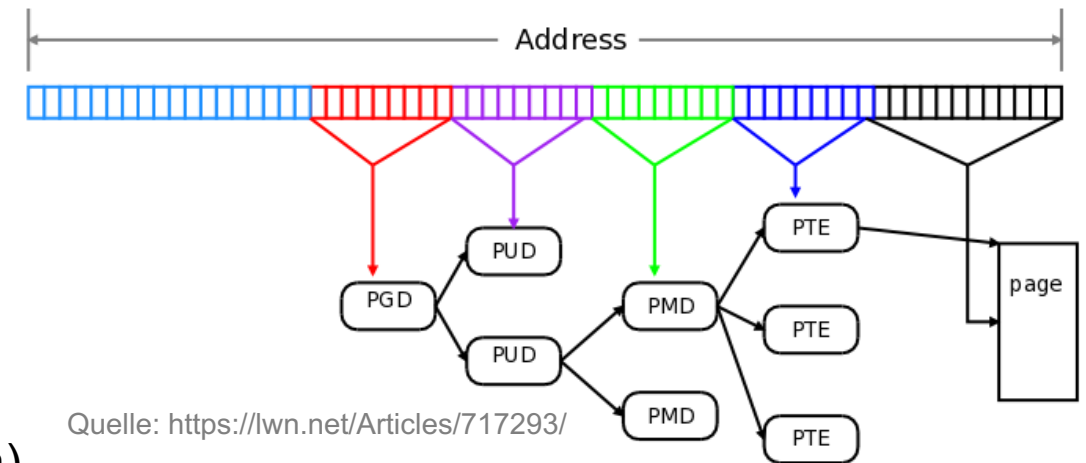 Address
PUD
PTE
PGD
page
PMD
PTE
PUD
PMD
Quelle: https://lwn.net/Articles/717293/
PTE